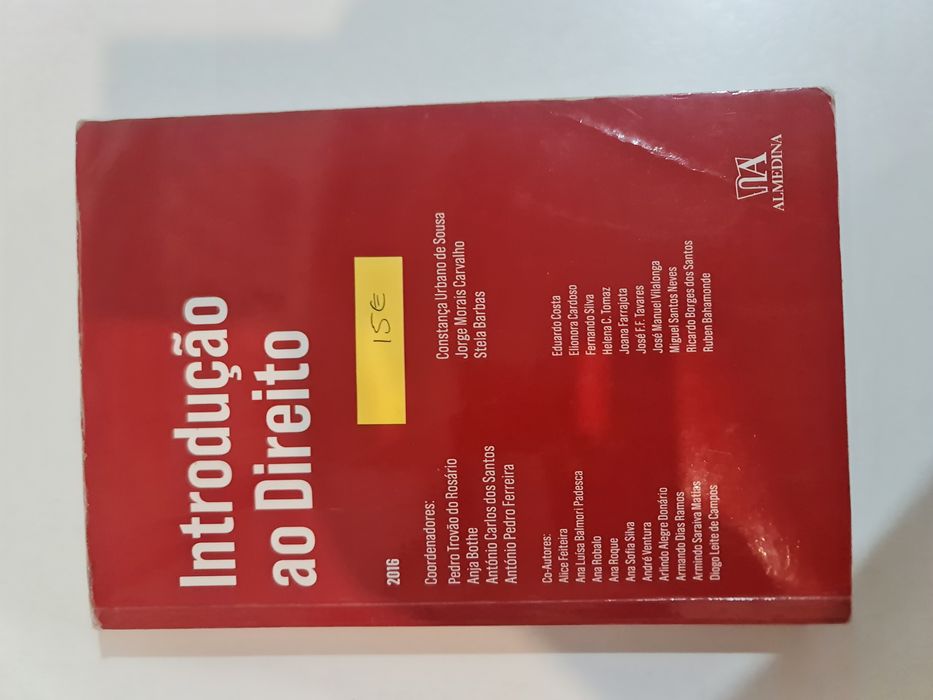 Introdução
ao Direito
15€
2016
Coordenadores:
Pedro Trovão do Rosário
Anja Bothe
António Carlos dos Santos
António Pedro Ferreira
Constança Urbano de Sousa
Jorge Morais Carvalho
Stela Barbas
Co-Autores:
Alice Feiteira
Ana Luísa Balmori Padesca
Ana Robalo
Ana Roque
Ana Sofia Silva
André Ventura
Arlindo Alegre Donário
Armando Dias Ramos
Armindo Saraiva Matias
Diogo Leite de Campos
Eduardo Costa
Elionora Cardoso
Fernando Silva
Helena C. Tomaz
Joana Farrajota
José F.F. Tavares
José Manuel Vilalonga
Miguel Santos Neves
Ricardo Borges dos Santos
Ruben Bahamonde
ALMEDINA